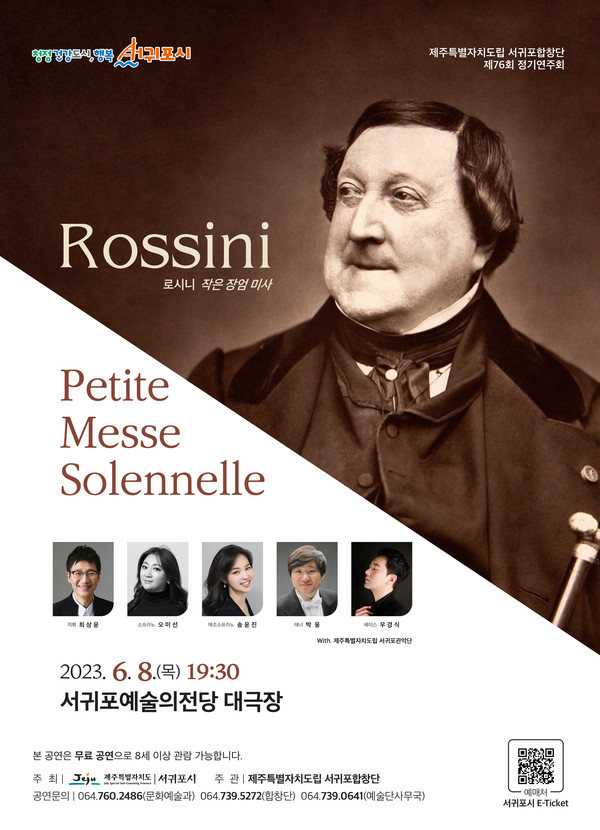 청정 건강도시, 행복 서귀포시
제주특별자치도립 서귀포합창단
제76회 정기연주회
Rossini
로시니 작은 장엄 미사
Petite
Messe
Solennelle
지휘 최상윤
소프라노 오미선
메조소프라노 송윤진
테너 박웅
베이스 우경식
With. 제주특별자치도립 서귀포관악단
2023. 6. 8.(목) 19:30
서귀포예술의전당 대극장
본 공연은 무료 공연으로 8세 이상 관람 가능합니다.
주 최 | Jeju 제주특별자치도 Jeju Special Self-Governing Province | 서귀포시 주 관 | 제주특별자치도립 서귀포합창단
공연문의 | 064.760.2486(문화예술과) 064.739.5272(합창단) 064.739.0641(예술단사무국)
예매처
서귀포시 E-Ticket